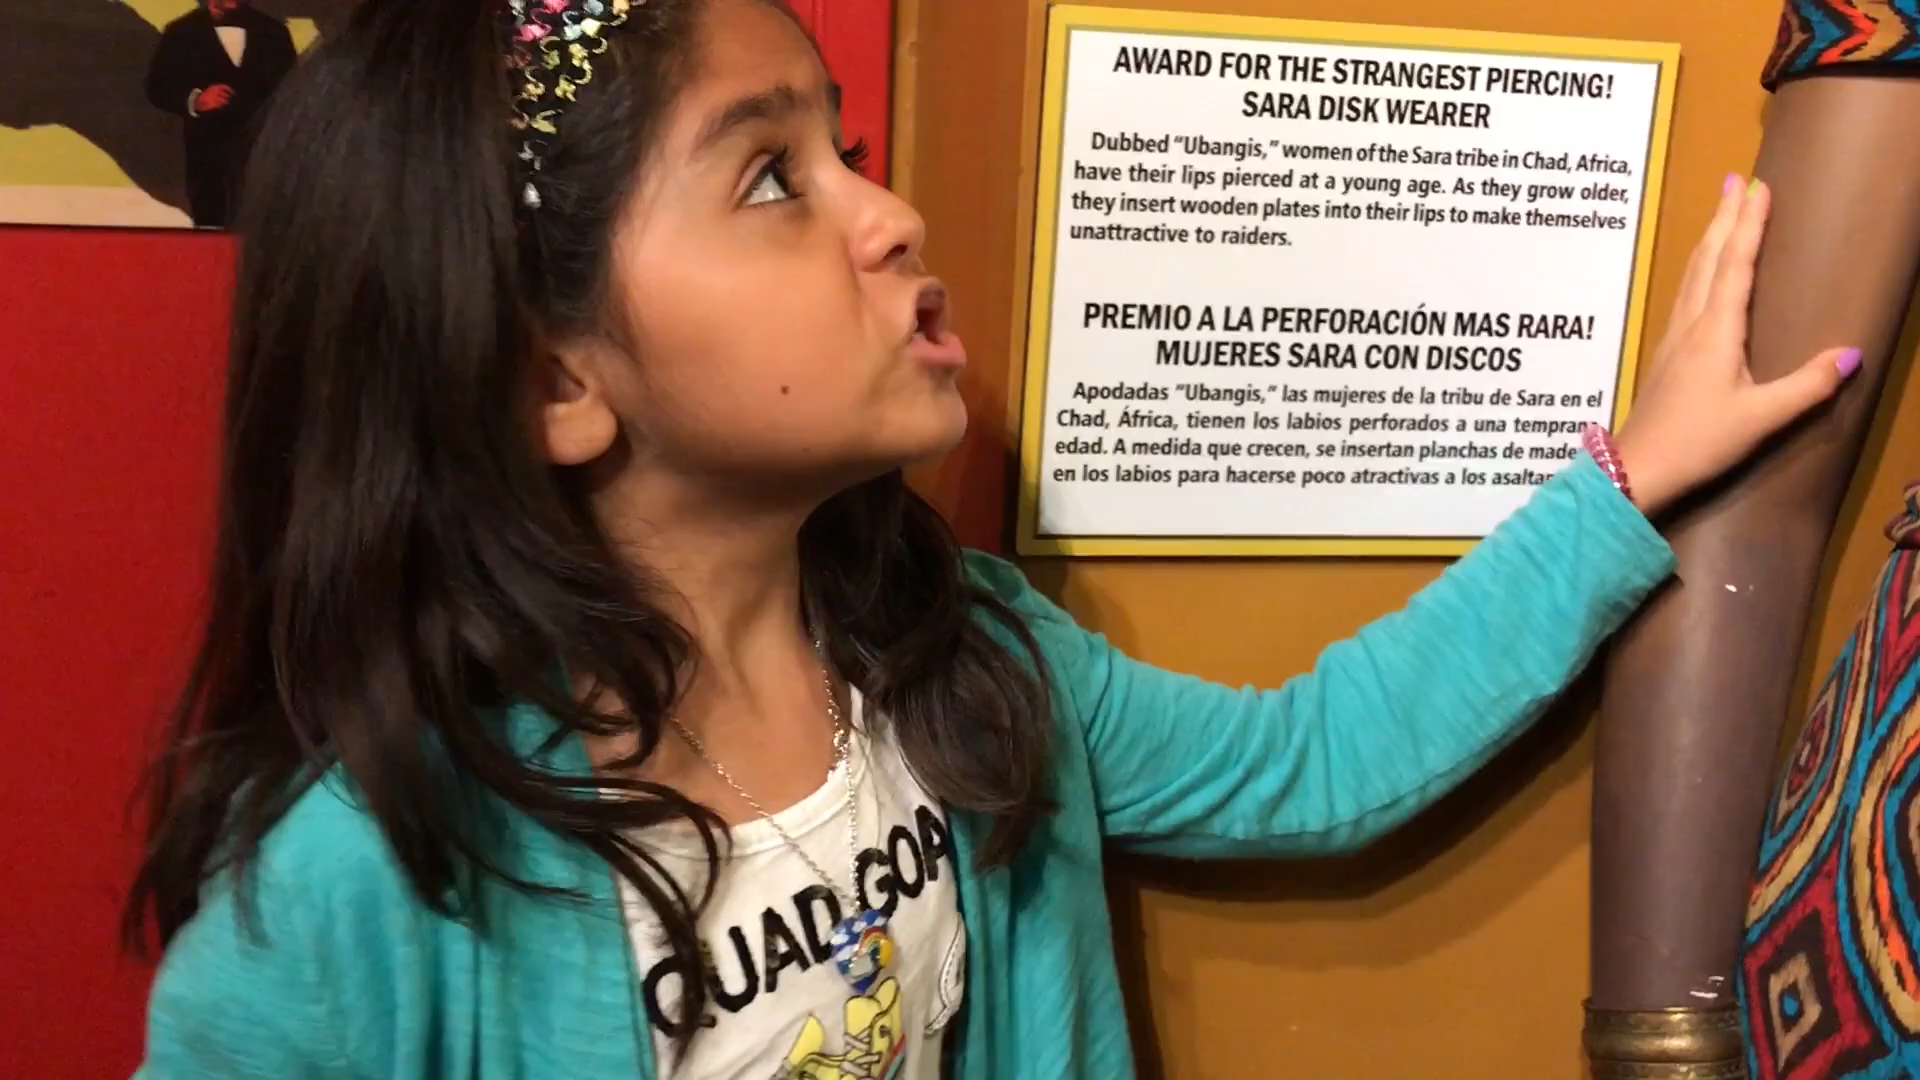 AWARD FOR THE STRANGEST PIERCING!
SARA DISK WEARER
Dubbed "Ubangis," women of the Sara tribe in Chad, Africa,
have their lips pierced at a young age. As they grow older,
they insert wooden plates into their lips to make themselves
unattractive to raiders.
PREMIO A LA PERFORACIÓN MAS RARA!
MUJERES SARA CON DISCOS
Apodadas "Ubangis," las mujeres de la tribu de Sara en el
Chad, África, tienen los labios perforados a una
edad. A medida que crecen, se insertan planchas de
en los labios para hacerse poco atractivas a los
QUAD GOA